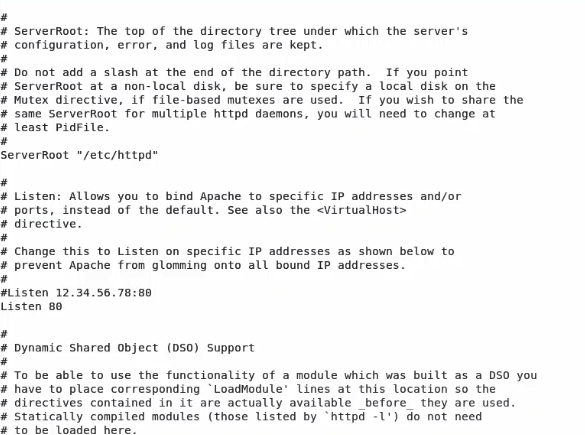 #
# ServerRoot: The top of the directory tree under which the server's
# configuration, error, and log files are kept.
#
# Do not add a slash at the end of the directory path.  If you point
# ServerRoot at a non-local disk, be sure to specify a local disk on the
# Mutex directive, if file-based mutexes are used.  If you wish to share the
# same ServerRoot for multiple httpd daemons, you will need to change at
# least PidFile.
#
ServerRoot "/etc/httpd"

#
# Listen: Allows you to bind Apache to specific IP addresses and/or
# ports, instead of the default. See also the <VirtualHost>
# directive.
#
# Change this to Listen on specific IP addresses as shown below to
# prevent Apache from glomming onto all bound IP addresses.
#
#Listen 12.34.56.78:80
Listen 80

#
# Dynamic Shared Object (DSO) Support
#
# To be able to use the functionality of a module which was built as a DSO you
# have to place corresponding `LoadModule' lines at this location so the
# directives contained in it are actually available _before_ they are used.
# Statically compiled modules (those listed by `httpd -l') do not need
# to be loaded here.